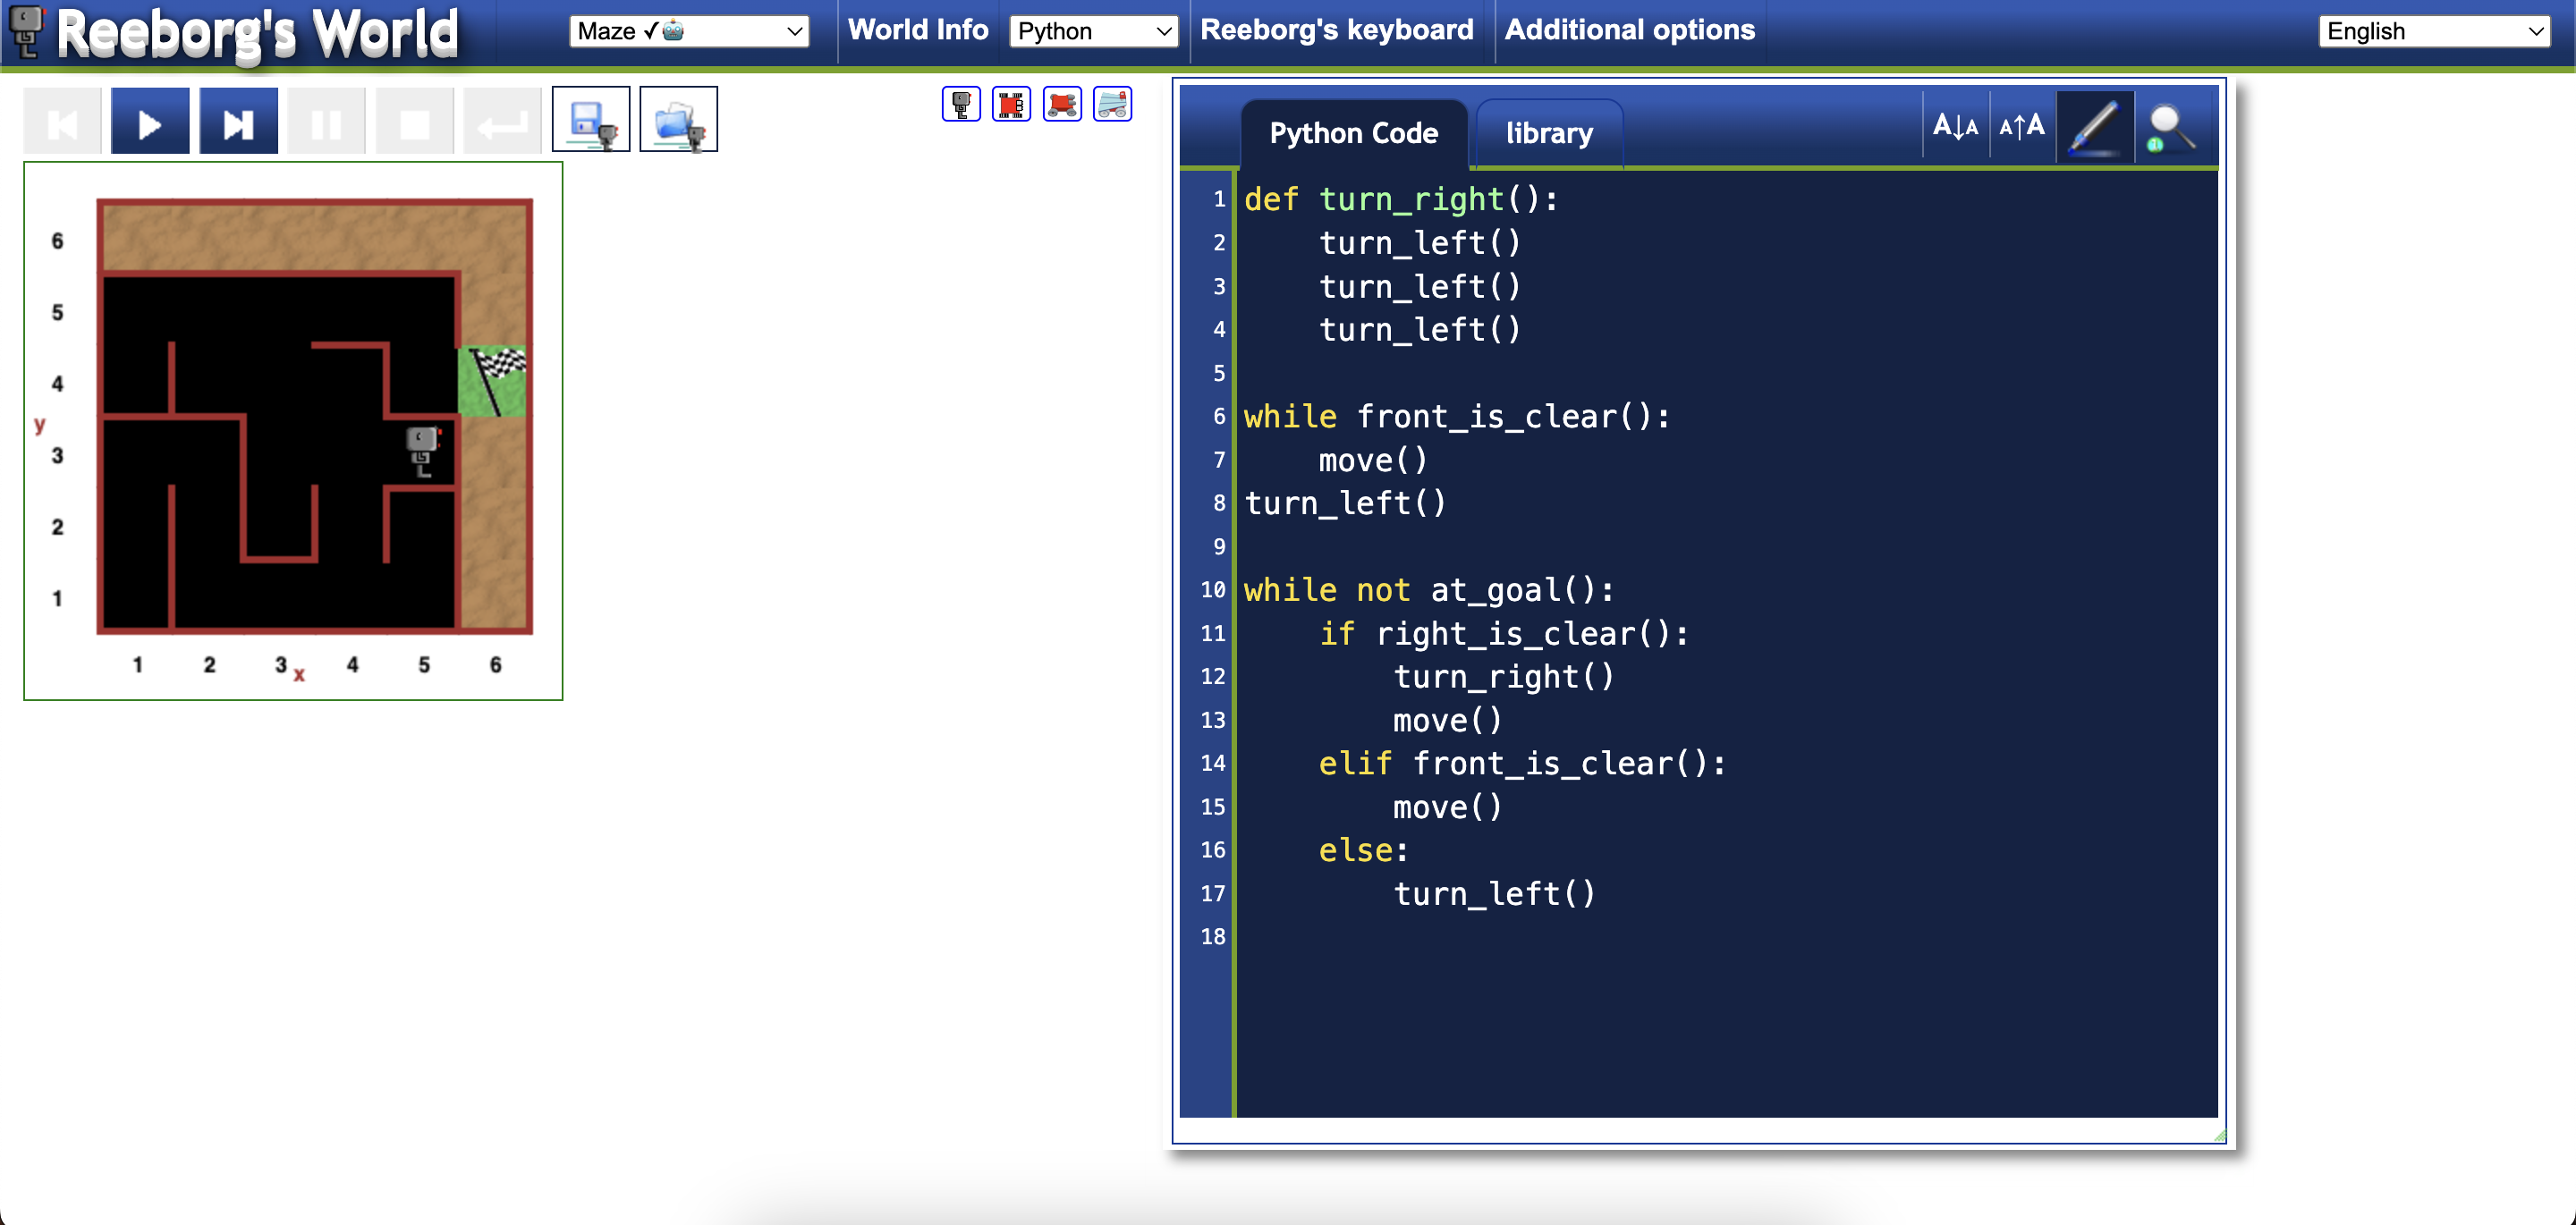 Reeborg's World
Maze ✓🤖
World Info
Python
Reeborg's keyboard
Additional options
English
Python Code
library
A↓A
A↑A
6
5
4
y
3
2
1
1 2 3 x 4 5 6
1 def turn_right():
2     turn_left()
3     turn_left()
4     turn_left()
5
6 while front_is_clear():
7     move()
8 turn_left()
9
10 while not at_goal():
11     if right_is_clear():
12         turn_right()
13         move()
14     elif front_is_clear():
15         move()
16     else:
17         turn_left()
18